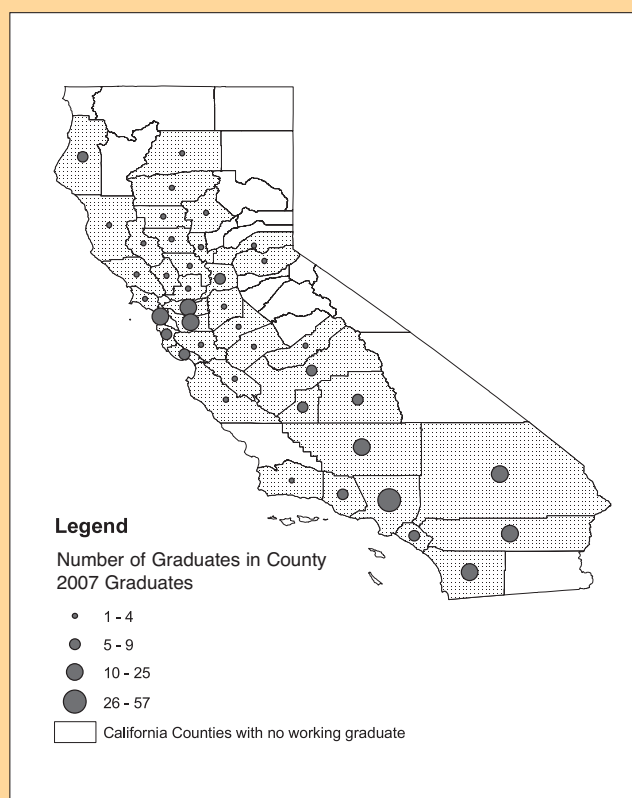 Legend
Number of Graduates in County
2007 Graduates
1 - 4
5 - 9
10 - 25
26 - 57
California Counties with no working graduate